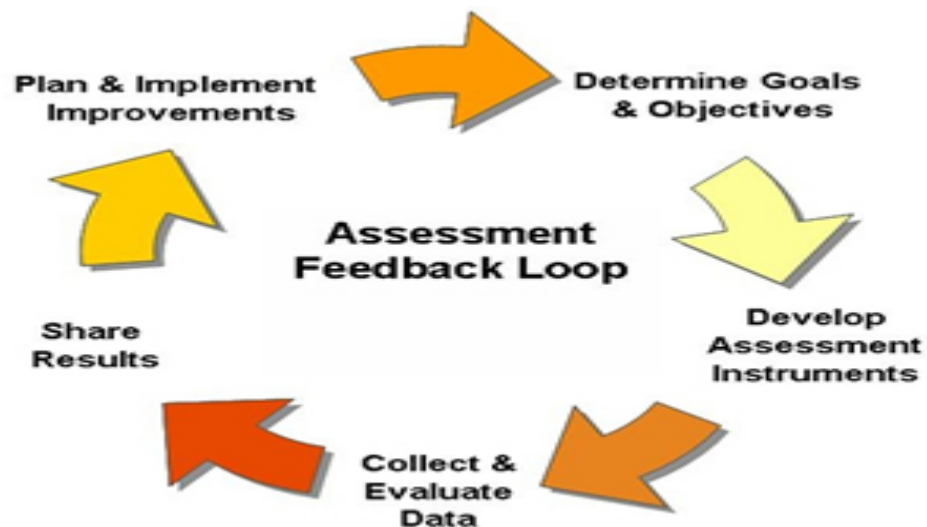 Plan & Implement
Improvements
Determine Goals
& Objectives
Assessment
Feedback Loop
Develop
Assessment
Instruments
Share
Results
Collect &
Evaluate
Data